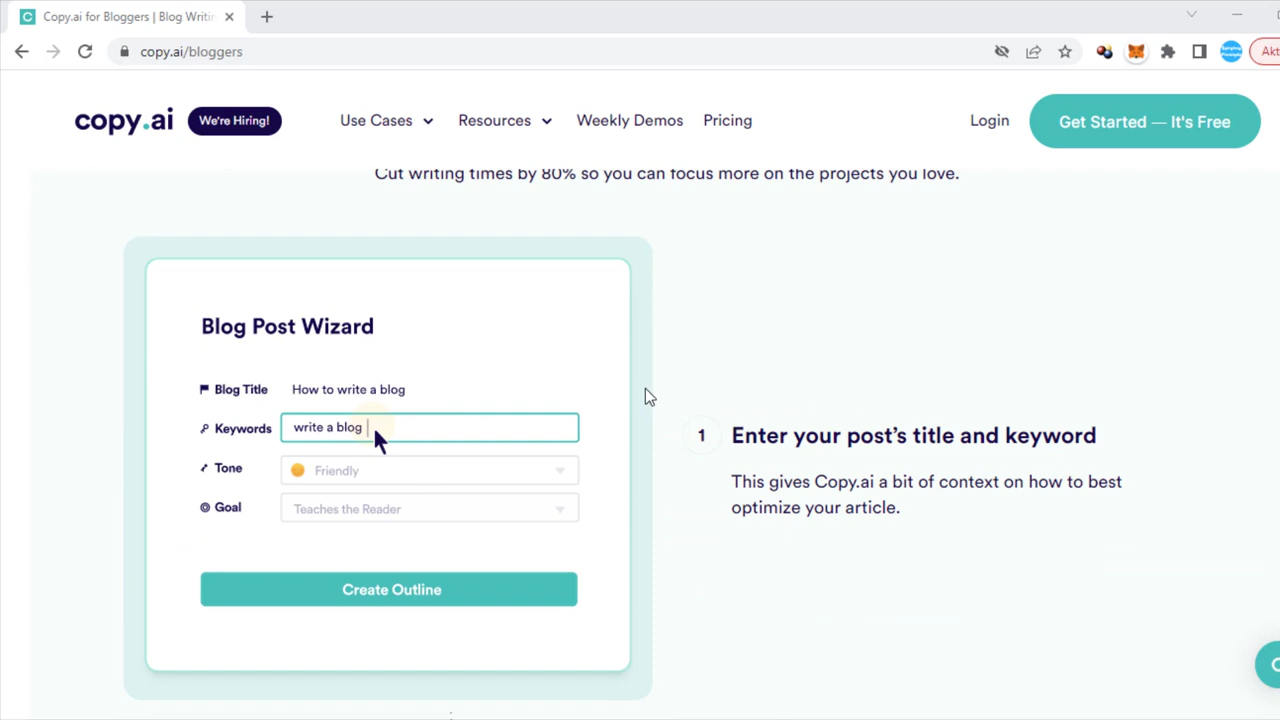 Copy.ai for Bloggers | Blog Writin
copy.ai/bloggers
Akt
copy.ai
We're Hiring!
Use Cases
Resources
Weekly Demos
Pricing
Login
Get Started — It's Free
Cut writing times by 80% so you can focus more on the projects you love.
Blog Post Wizard
Blog Title How to write a blog
Keywords write a blog
Tone Friendly
Goal Teaches the Reader
Create Outline
1 Enter your post's title and keyword
This gives Copy.ai a bit of context on how to best
optimize your article.